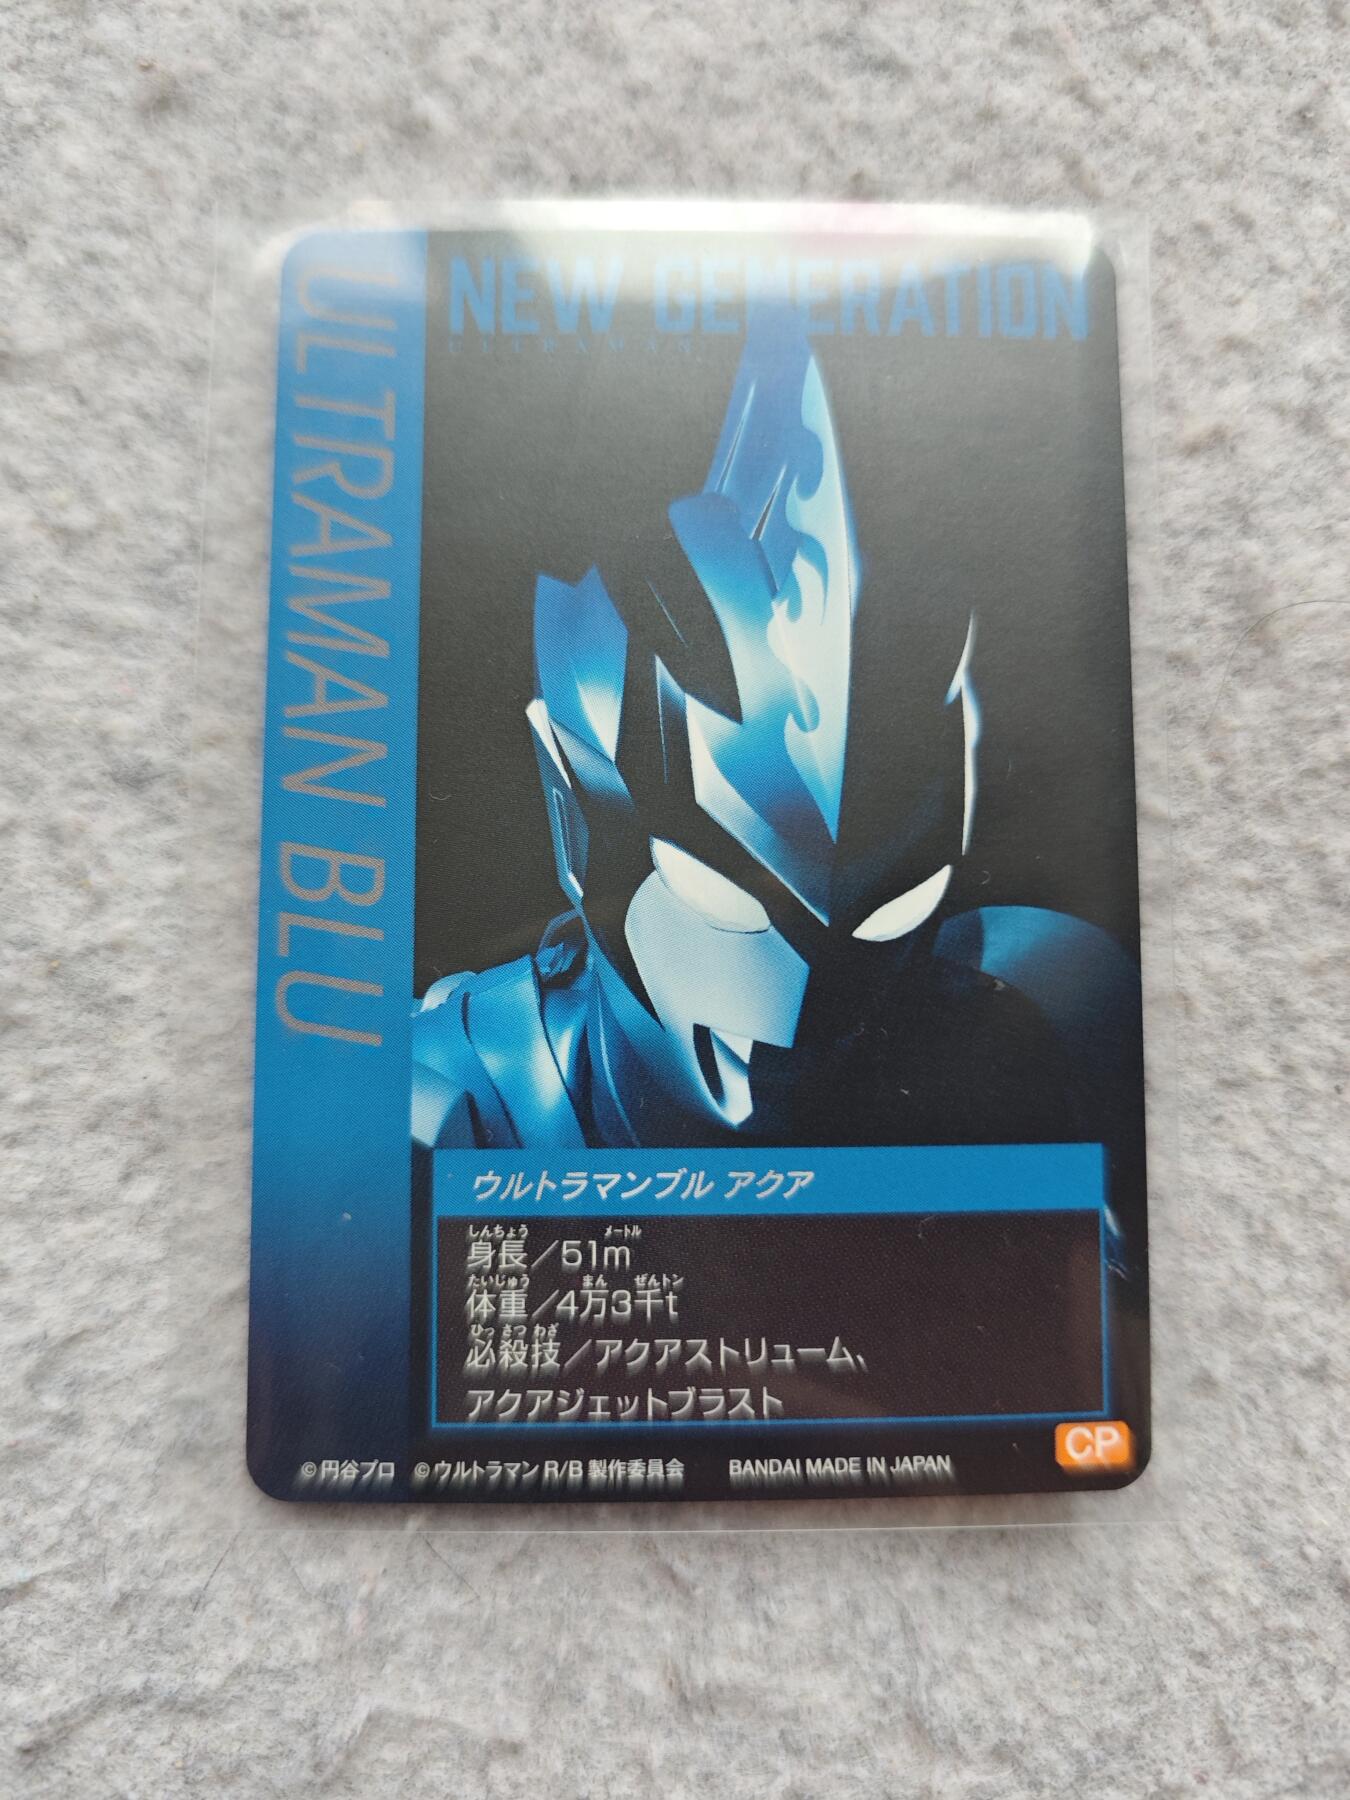 NEW GENERATION
ULTRAMAN
ULTRAMAN BLU
ウルトラマンブル アクア
しんちょう メートル
身長／51m
たいじゅう まん ぜんトン
体重／4万3千t
ひっさつわざ
必殺技／アクアストリューム、
アクアジェットブラスト
CP
©円谷プロ ©ウルトラマンR/B 製作委員会 BANDAI MADE IN JAPAN